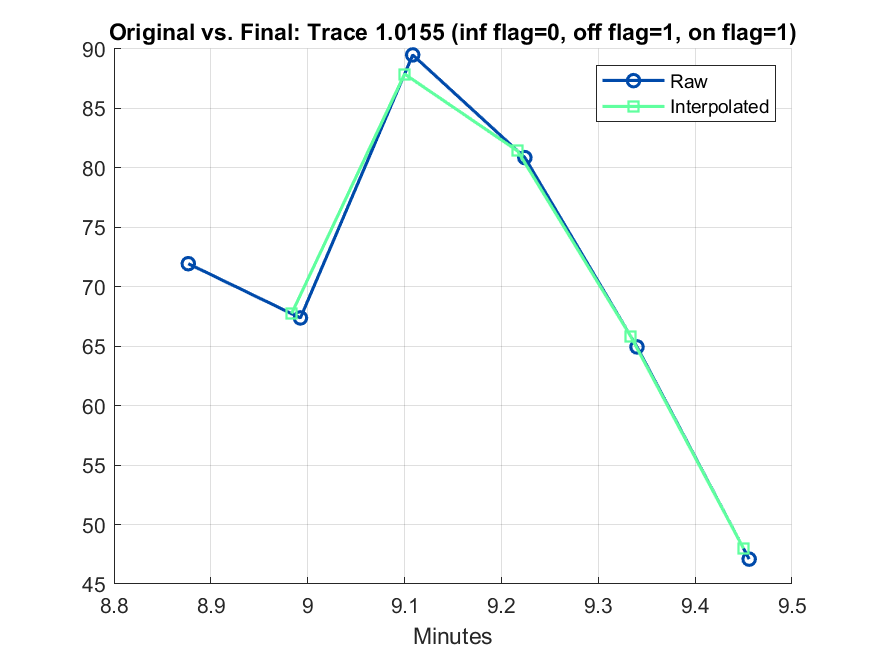 Original vs. Final: Trace 1.0155 (inf flag=0, off flag=1, on flag=1)
90
85
80
75
70
65
60
55
50
45
Raw
Interpolated
8.8 8.9 9 9.1 9.2 9.3 9.4 9.5
Minutes